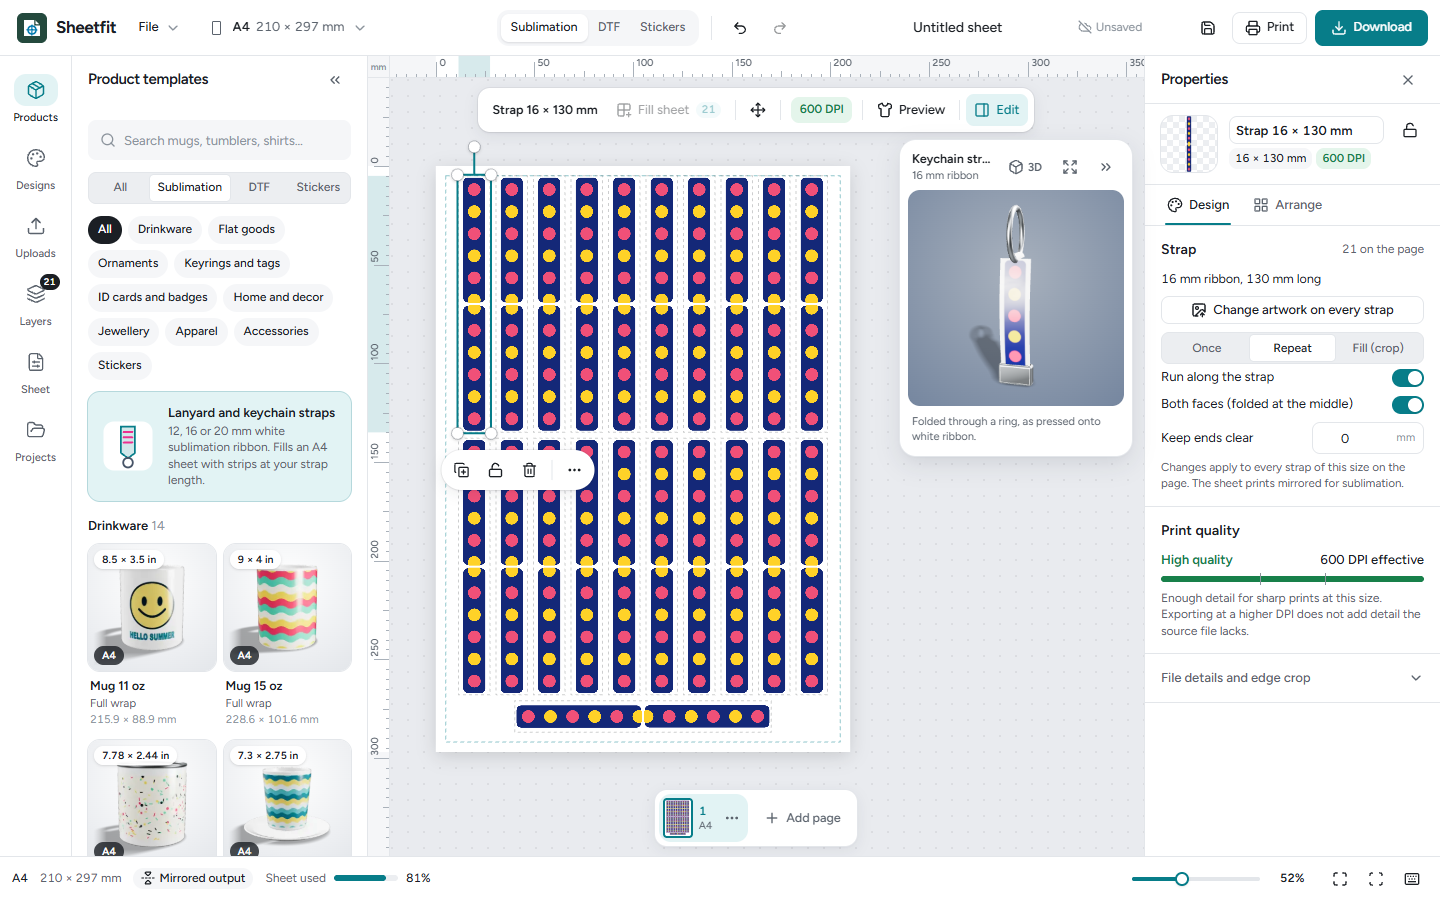 Sheetfit
File
A4 210 × 297 mm
Sublimation
DTF
Stickers
Untitled sheet
Unsaved
Print
Download
Products
Designs
Uploads
21
Layers
Sheet
Projects
Product templates
Search mugs, tumblers, shirts...
All
Sublimation
DTF
Stickers
All
Drinkware
Flat goods
Ornaments
Keyrings and tags
ID cards and badges
Home and decor
Jewellery
Apparel
Accessories
Stickers
Lanyard and keychain straps
12, 16 or 20 mm white
sublimation ribbon. Fills an A4
sheet with strips at your strap
length.
Drinkware 14
8.5 × 3.5 in
HELLO SUMMER
A4
Mug 11 oz
Full wrap
215.9 × 88.9 mm
9 × 4 in
A4
Mug 15 oz
Full wrap
228.6 × 101.6 mm
7.78 × 2.44 in
A4
7.3 × 2.75 in
A4
mm
0
50
100
150
200
250
300
350
0
50
100
150
200
250
300
Strap 16 × 130 mm
Fill sheet 21
600 DPI
Preview
Edit
Keychain str...
16 mm ribbon
3D
Folded through a ring, as pressed onto
white ribbon.
1
A4
Add page
Properties
Strap 16 × 130 mm
16 × 130 mm
600 DPI
Design
Arrange
Strap
21 on the page
16 mm ribbon, 130 mm long
Change artwork on every strap
Once
Repeat
Fill (crop)
Run along the strap
Both faces (folded at the middle)
Keep ends clear
0 mm
Changes apply to every strap of this size on the
page. The sheet prints mirrored for sublimation.
Print quality
High quality
600 DPI effective
Enough detail for sharp prints at this size.
Exporting at a higher DPI does not add detail the
source file lacks.
File details and edge crop
A4 210 × 297 mm
Mirrored output
Sheet used
81%
52%